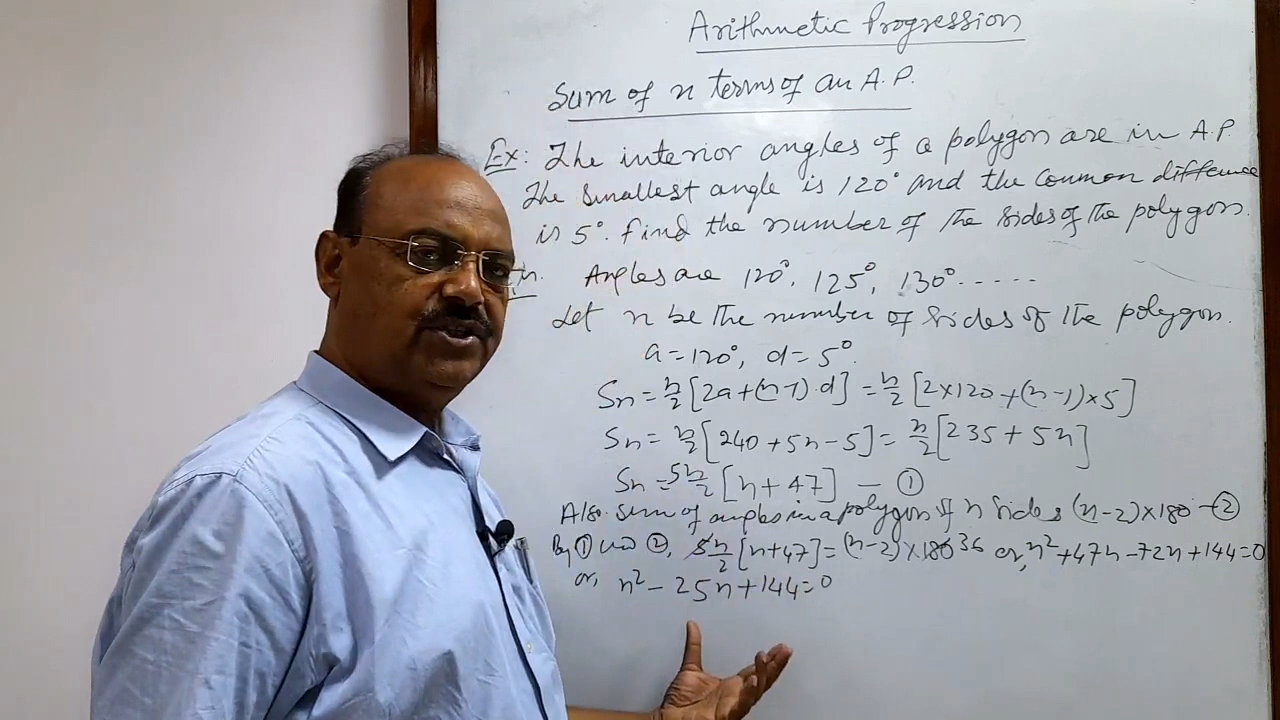 Arithmetic Progression
Sum of n terms of an A.P.
Ex: The interior angles of a polygon are in A.P.
The smallest angle is 120° and the common difference
is 5°. Find the number of the sides of the polygon.
Angles are 120°, 125°, 130° .....
Let n be the number of sides of the polygon.
a=120°, d=5°.
Sn = n/2 [2a+(n-1).d] = n/2 [2×120+(n-1)×5]
Sn = n/2 [240+5n-5] = n/2 [235+5n]
Sn = 5n/2 [n+47] — ①
Also sum of angles in a polygon of n sides (n-2)×180 -②
By ① and ②, 5n/2 [n+47] = (n-2)×180 36 or, n²+47n-72n+144=0
or, n²-25n+144=0